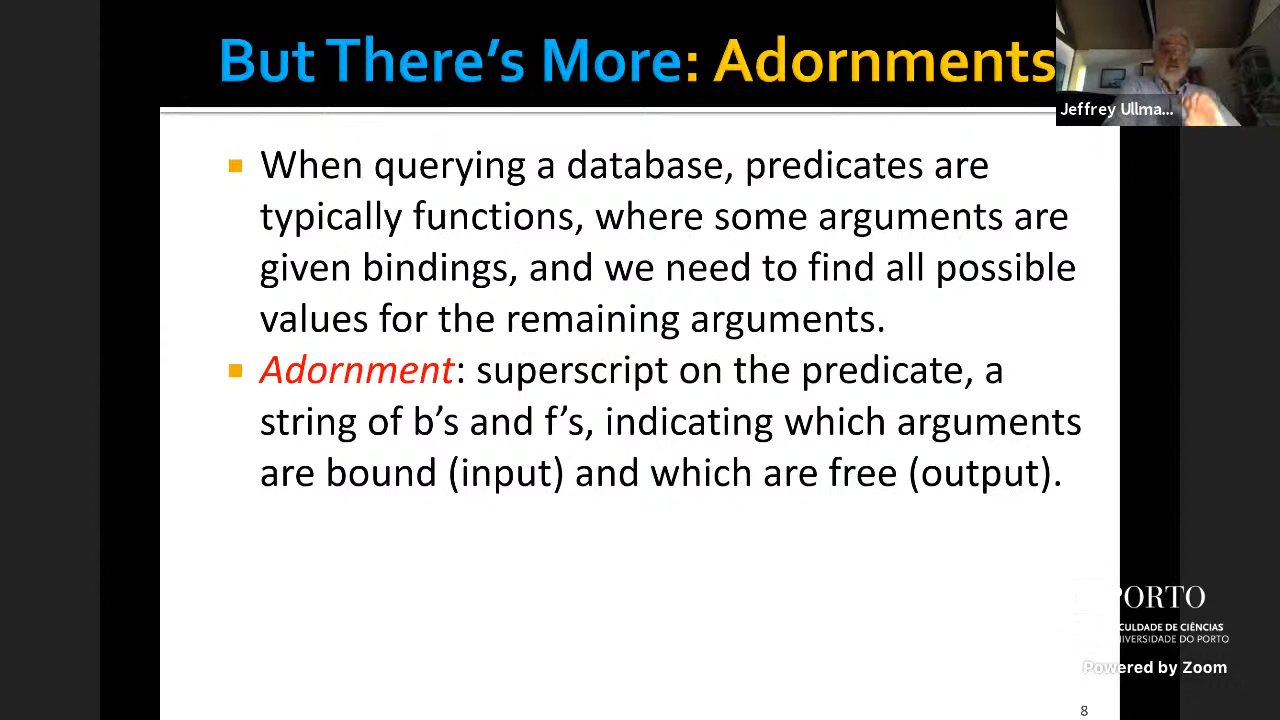 But There's More: Adornments
Jeffrey Ullma...
■ When querying a database, predicates are
typically functions, where some arguments are
given bindings, and we need to find all possible
values for the remaining arguments.
■ Adornment: superscript on the predicate, a
string of b's and f's, indicating which arguments
are bound (input) and which are free (output).
PORTO
CULDADE DE CIÊNCIAS
IVERSIDADE DO PORTO
Powered by Zoom
8